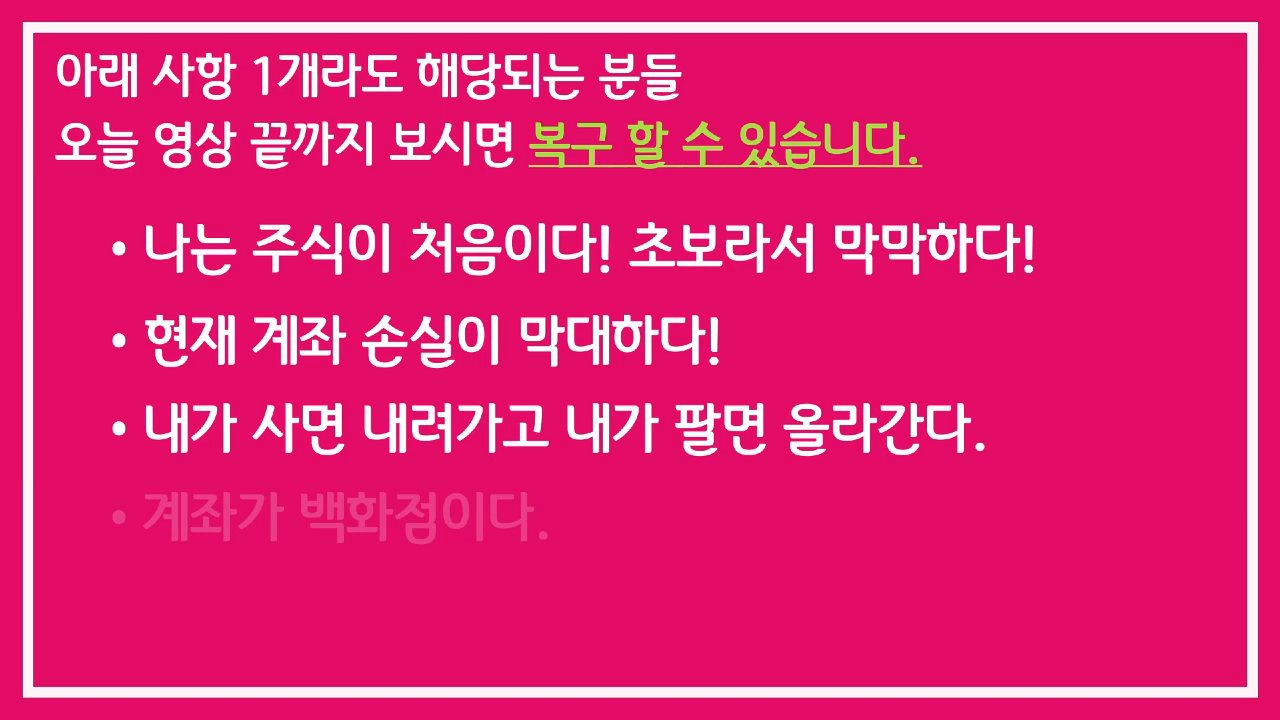 아래 사항 1개라도 해당되는 분들
오늘 영상 끝까지 보시면 복구 할 수 있습니다.
• 나는 주식이 처음이다! 초보라서 막막하다!
• 현재 계좌 손실이 막대하다!
• 내가 사면 내려가고 내가 팔면 올라간다.
• 계좌가 백화점이다.